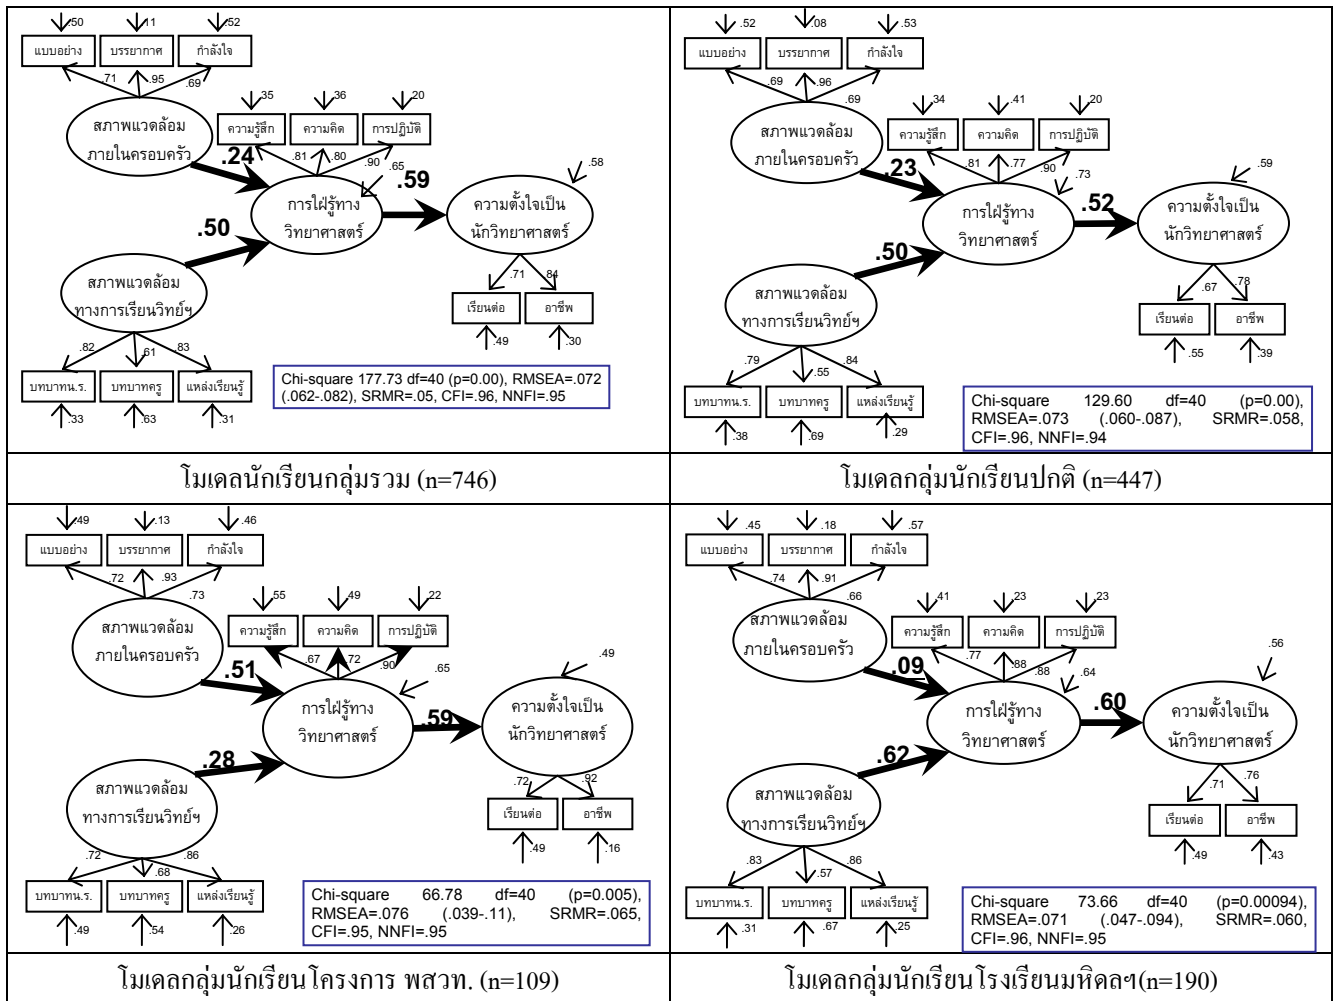 .50 .11 .52
แบบอย่าง บรรยากาศ กำลังใจ
.71 .95 .69
สภาพแวดล้อม
ภายในครอบครัว
.35 .36 .20
ความรู้สึก ความคิด การปฏิบัติ
.81 .80 .90 .65
.24
การใฝ่รู้ทาง
วิทยาศาสตร์
.59
.58
ความตั้งใจเป็น
นักวิทยาศาสตร์
.50
.71 .84
เรียนต่อ อาชีพ
.49 .30
สภาพแวดล้อม
ทางการเรียนวิทย์ฯ
.82 .61 .83
บทบาทน.ร. บทบาทครู แหล่งเรียนรู้
.33 .63 .31
Chi-square 177.73 df=40 (p=0.00), RMSEA=.072
(.062-.082), SRMR=.05, CFI=.96, NNFI=.95
โมเดลนักเรียนกลุ่มรวม (n=746)
.52 .08 .53
แบบอย่าง บรรยากาศ กำลังใจ
.69 .96 .69
สภาพแวดล้อม
ภายในครอบครัว
.34 .41 .20
ความรู้สึก ความคิด การปฏิบัติ
.81 .77 .90 .73
.23
การใฝ่รู้ทาง
วิทยาศาสตร์
.52
.59
ความตั้งใจเป็น
นักวิทยาศาสตร์
.50
.67 .78
เรียนต่อ อาชีพ
.55 .39
สภาพแวดล้อม
ทางการเรียนวิทย์ฯ
.79 .55 .84
บทบาทน.ร. บทบาทครู แหล่งเรียนรู้
.38 .69 .29
Chi-square 129.60 df=40 (p=0.00),
RMSEA=.073 (.060-.087), SRMR=.058,
CFI=.96, NNFI=.94
โมเดลกลุ่มนักเรียนปกติ (n=447)
.49 .13 .46
แบบอย่าง บรรยากาศ กำลังใจ
.72 .93 .73
สภาพแวดล้อม
ภายในครอบครัว
.55 .49 .22
ความรู้สึก ความคิด การปฏิบัติ
.67 .72 .90 .65
.51
การใฝ่รู้ทาง
วิทยาศาสตร์
.59
.49
ความตั้งใจเป็น
นักวิทยาศาสตร์
.28
.72 .92
เรียนต่อ อาชีพ
.49 .16
สภาพแวดล้อม
ทางการเรียนวิทย์ฯ
.72 .68 .86
บทบาทน.ร. บทบาทครู แหล่งเรียนรู้
.49 .54 .26
Chi-square 66.78 df=40 (p=0.005),
RMSEA=.076 (.039-.11), SRMR=.065,
CFI=.95, NNFI=.95
โมเดลกลุ่มนักเรียนโครงการ พสวท. (n=109)
.45 .18 .57
แบบอย่าง บรรยากาศ กำลังใจ
.74 .91 .66
สภาพแวดล้อม
ภายในครอบครัว
.41 .23 .23
ความรู้สึก ความคิด การปฏิบัติ
.77 .88 .88 .64
.09
การใฝ่รู้ทาง
วิทยาศาสตร์
.60
.56
ความตั้งใจเป็น
นักวิทยาศาสตร์
.62
.71 .76
เรียนต่อ อาชีพ
.49 .43
สภาพแวดล้อม
ทางการเรียนวิทย์ฯ
.83 .57 .86
บทบาทน.ร. บทบาทครู แหล่งเรียนรู้
.31 .67 .25
Chi-square 73.66 df=40 (p=0.00094),
RMSEA=.071 (.047-.094), SRMR=.060,
CFI=.96, NNFI=.95
โมเดลกลุ่มนักเรียนโรงเรียนมหิดลฯ(n=190)